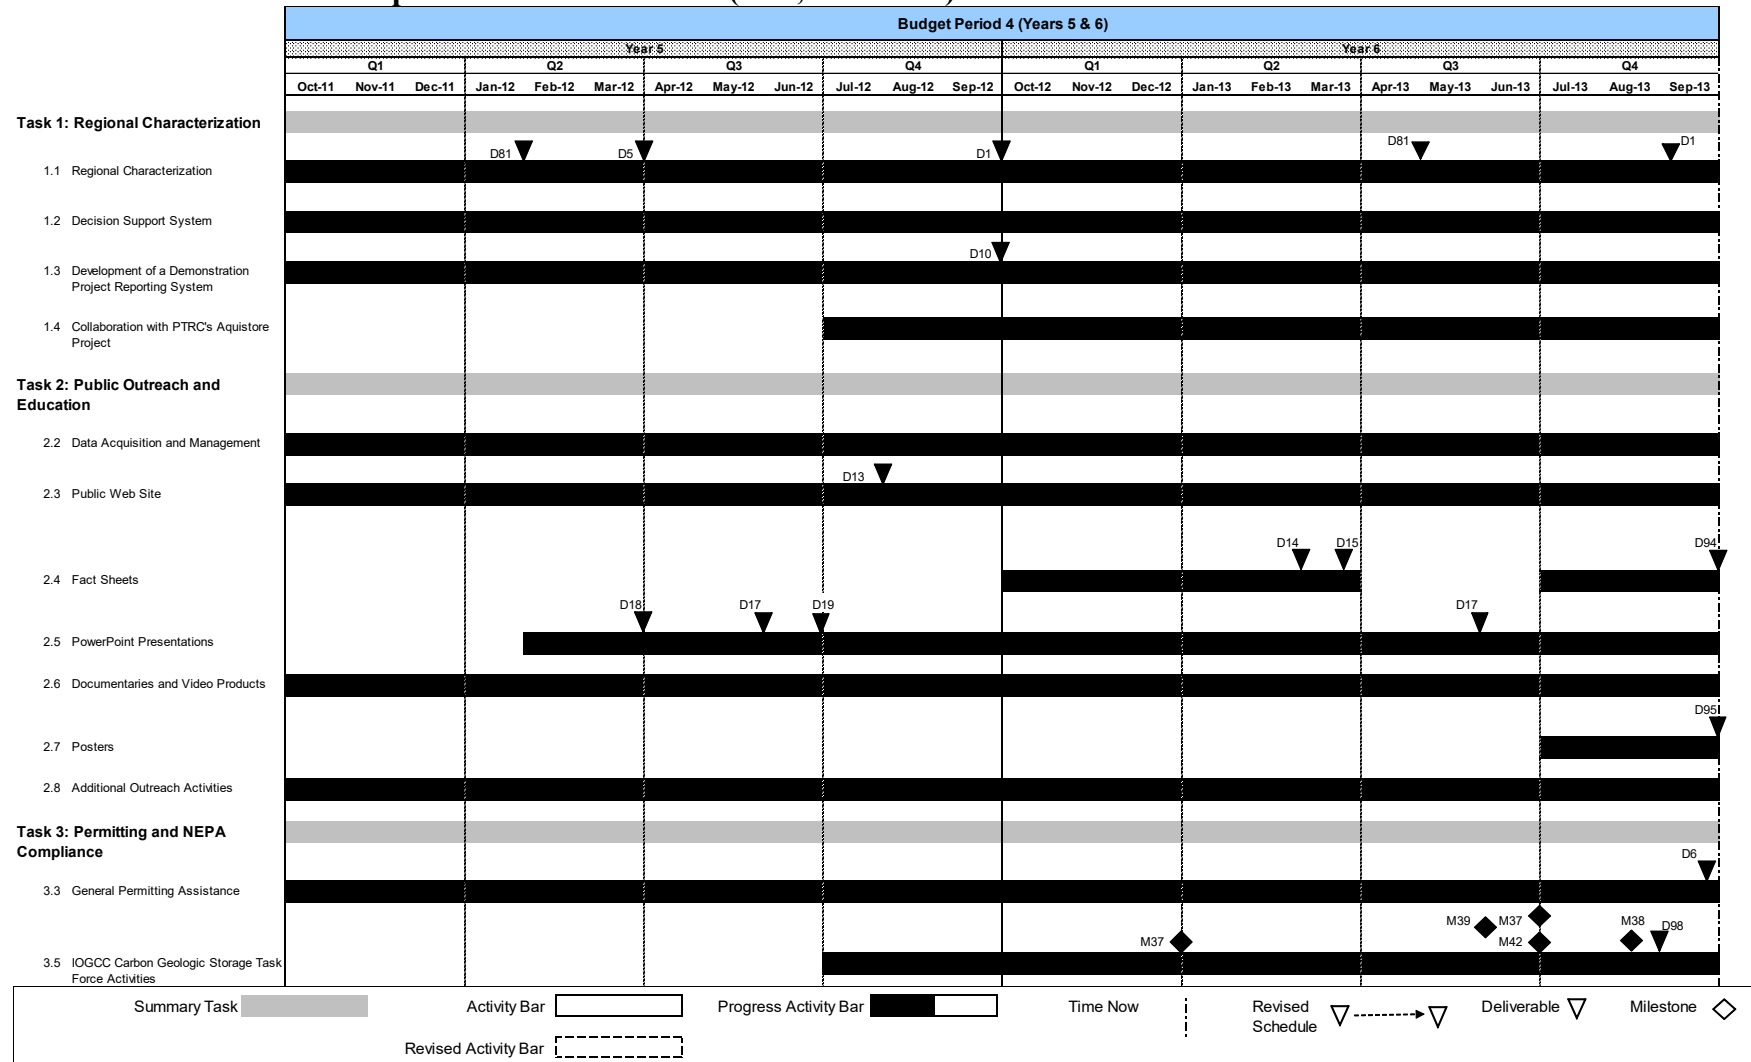 Budget Period 4 (Years 5 & 6)
Year 5 Year 6
Q1 Q2 Q3 Q4 Q1 Q2 Q3 Q4
Oct-11 Nov-11 Dec-11 Jan-12 Feb-12 Mar-12 Apr-12 May-12 Jun-12 Jul-12 Aug-12 Sep-12 Oct-12 Nov-12 Dec-12 Jan-13 Feb-13 Mar-13 Apr-13 May-13 Jun-13 Jul-13 Aug-13 Sep-13
Task 1: Regional Characterization
D81 D5 D1 D81 D1
1.1 Regional Characterization
1.2 Decision Support System
D10
1.3 Development of a Demonstration
Project Reporting System
1.4 Collaboration with PTRC's Aquistore
Project
Task 2: Public Outreach and
Education
2.2 Data Acquisition and Management
D13
2.3 Public Web Site
D14 D15 D94
2.4 Fact Sheets
D18 D17 D19 D17
2.5 PowerPoint Presentations
2.6 Documentaries and Video Products
D95
2.7 Posters
2.8 Additional Outreach Activities
Task 3: Permitting and NEPA
Compliance
D6
3.3 General Permitting Assistance
M39 M37 M38 D98
M37 M42
3.5 IOGCC Carbon Geologic Storage Task
Force Activities
Summary Task Activity Bar Progress Activity Bar Time Now Revised Deliverable Milestone
Schedule
Revised Activity Bar